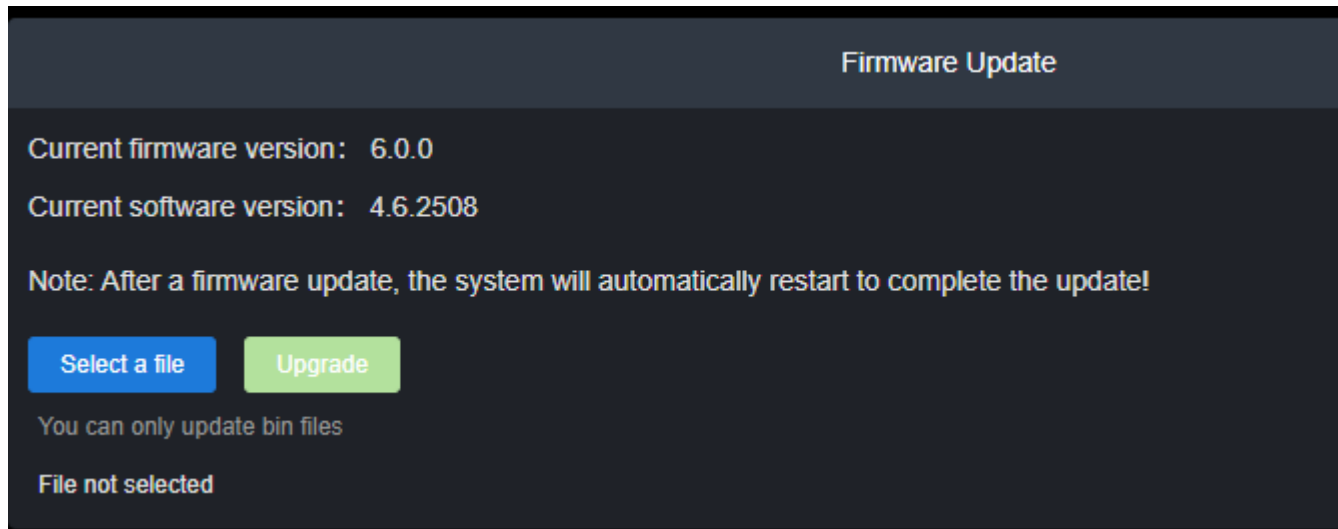 Firmware Update
Current firmware version： 6.0.0
Current software version： 4.6.2508
Note: After a firmware update, the system will automatically restart to complete the update!
Select a file Upgrade
You can only update bin files
File not selected